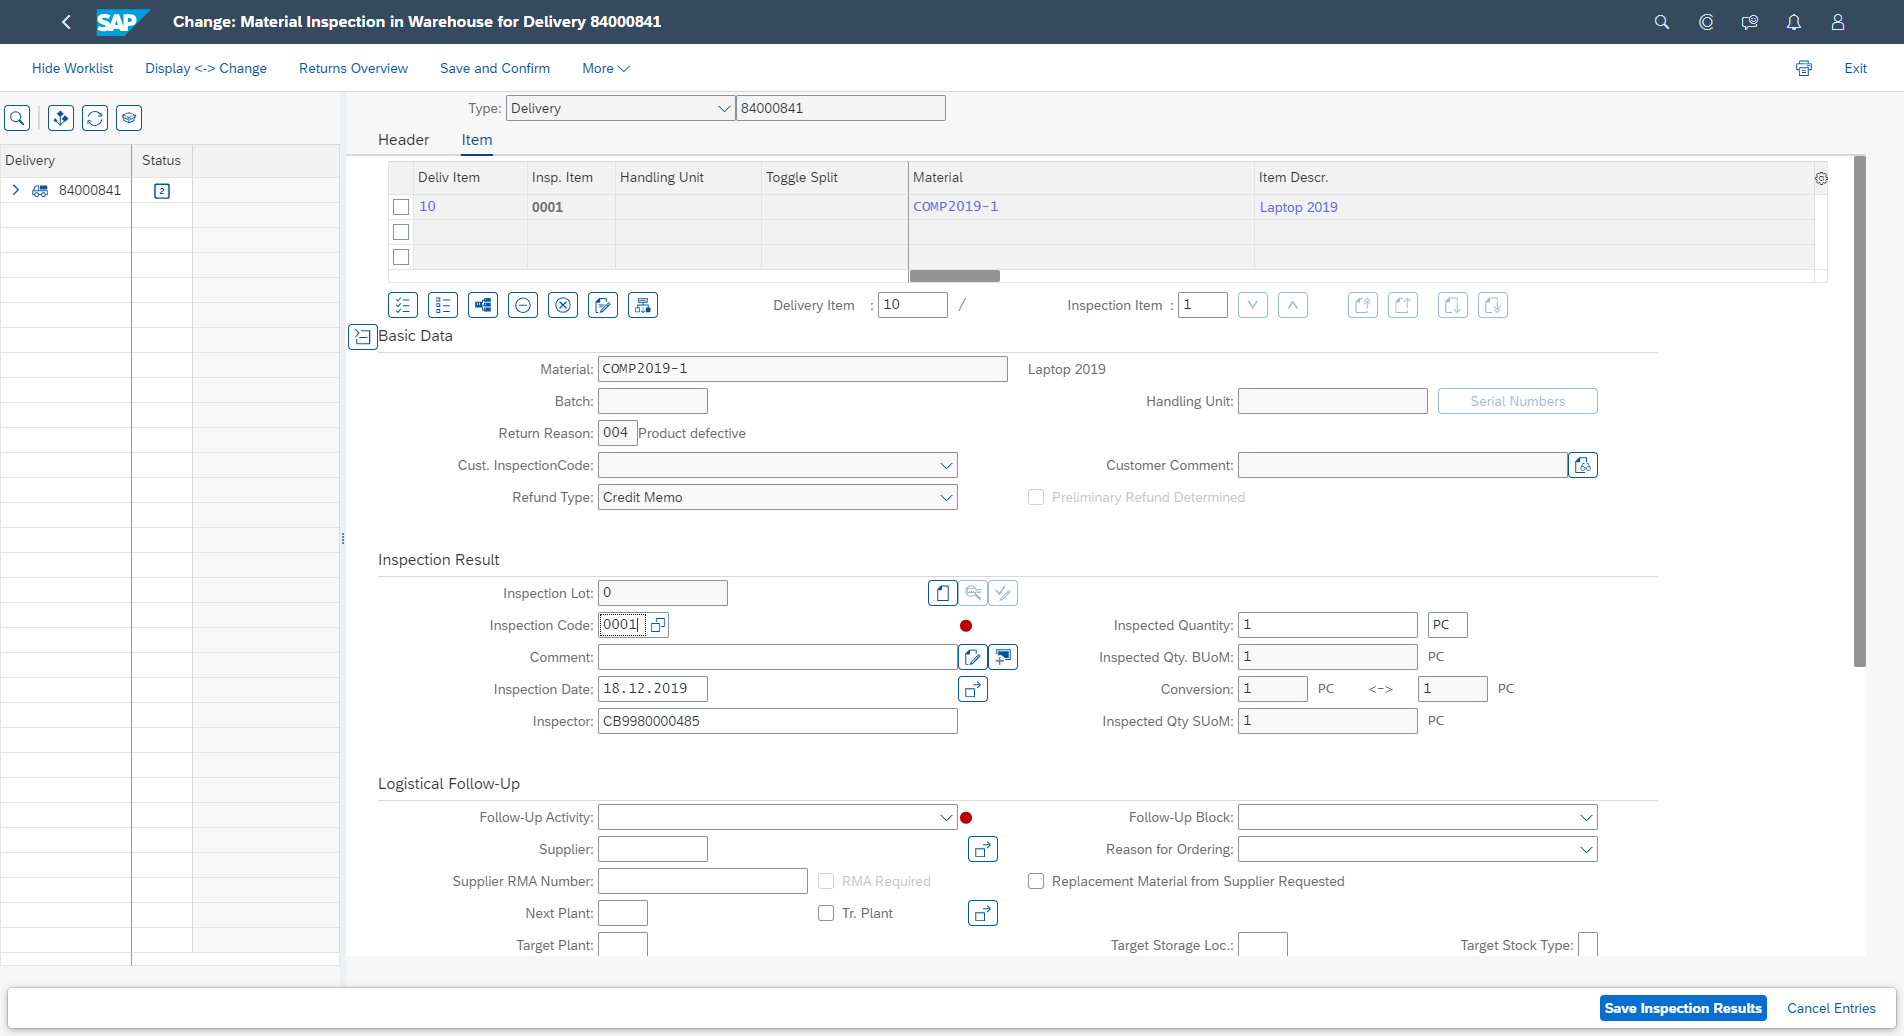 SAP Change: Material Inspection in Warehouse for Delivery 84000841
Hide Worklist Display <-> Change Returns Overview Save and Confirm More Exit
Type: Delivery 84000841
Header Item
Delivery Status
84000841 2
Deliv Item Insp. Item Handling Unit Toggle Split Material Item Descr.
10 0001 COMP2019-1 Laptop 2019
Delivery Item : 10 / Inspection Item : 1
Basic Data
Material: COMP2019-1 Laptop 2019
Batch: Handling Unit: Serial Numbers
Return Reason: 004 Product defective
Cust. InspectionCode: Customer Comment:
Refund Type: Credit Memo Preliminary Refund Determined
Inspection Result
Inspection Lot: 0
Inspection Code: 0001 Inspected Quantity: 1 PC
Comment: Inspected Qty. BUoM: 1 PC
Inspection Date: 18.12.2019 Conversion: 1 PC <-> 1 PC
Inspector: CB9980000485 Inspected Qty SUoM: 1 PC
Logistical Follow-Up
Follow-Up Activity: Follow-Up Block:
Supplier: Reason for Ordering:
Supplier RMA Number: RMA Required Replacement Material from Supplier Requested
Next Plant: Tr. Plant
Target Plant: Target Storage Loc.: Target Stock Type:
Save Inspection Results Cancel Entries